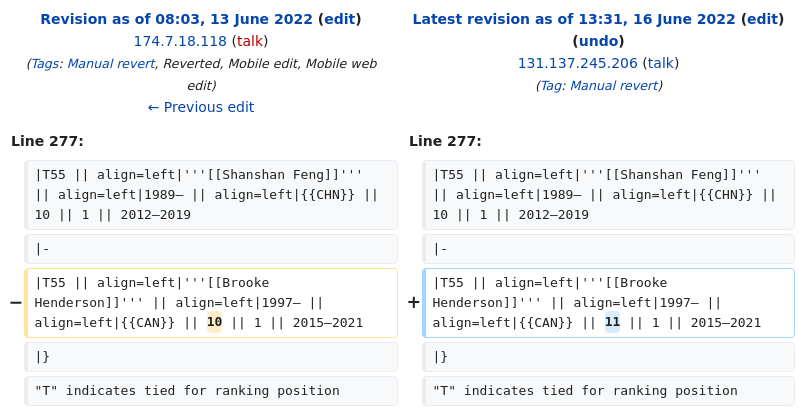 Revision as of 08:03, 13 June 2022 (edit)
174.7.18.118 (talk)
(Tags: Manual revert, Reverted, Mobile edit, Mobile web
edit)
← Previous edit
Latest revision as of 13:31, 16 June 2022 (edit)
(undo)
131.137.245.206 (talk)
(Tag: Manual revert)
Line 277:
Line 277:
|T55 || align=left|'''[[Shanshan Feng]]'''
|| align=left|1989– || align=left|{{CHN}} ||
10 || 1 || 2012–2019
|T55 || align=left|'''[[Shanshan Feng]]'''
|| align=left|1989– || align=left|{{CHN}} ||
10 || 1 || 2012–2019
|-
|-
− |T55 || align=left|'''[[Brooke
Henderson]]''' || align=left|1997– ||
align=left|{{CAN}} || 10 || 1 || 2015–2021
+ |T55 || align=left|'''[[Brooke
Henderson]]''' || align=left|1997– ||
align=left|{{CAN}} || 11 || 1 || 2015–2021
|}
|}
"T" indicates tied for ranking position
"T" indicates tied for ranking position